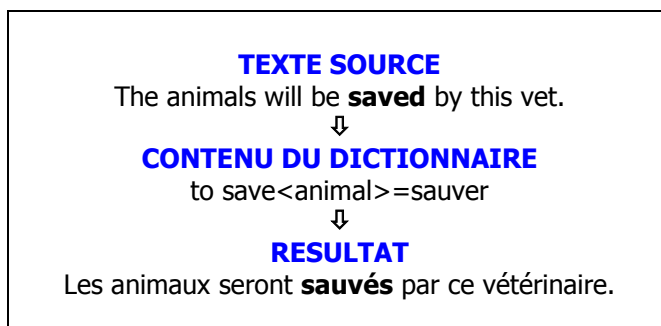 TEXTE SOURCE
The animals will be saved by this vet.
⇩
CONTENU DU DICTIONNAIRE
to save<animal>=sauver
⇩
RESULTAT
Les animaux seront sauvés par ce vétérinaire.